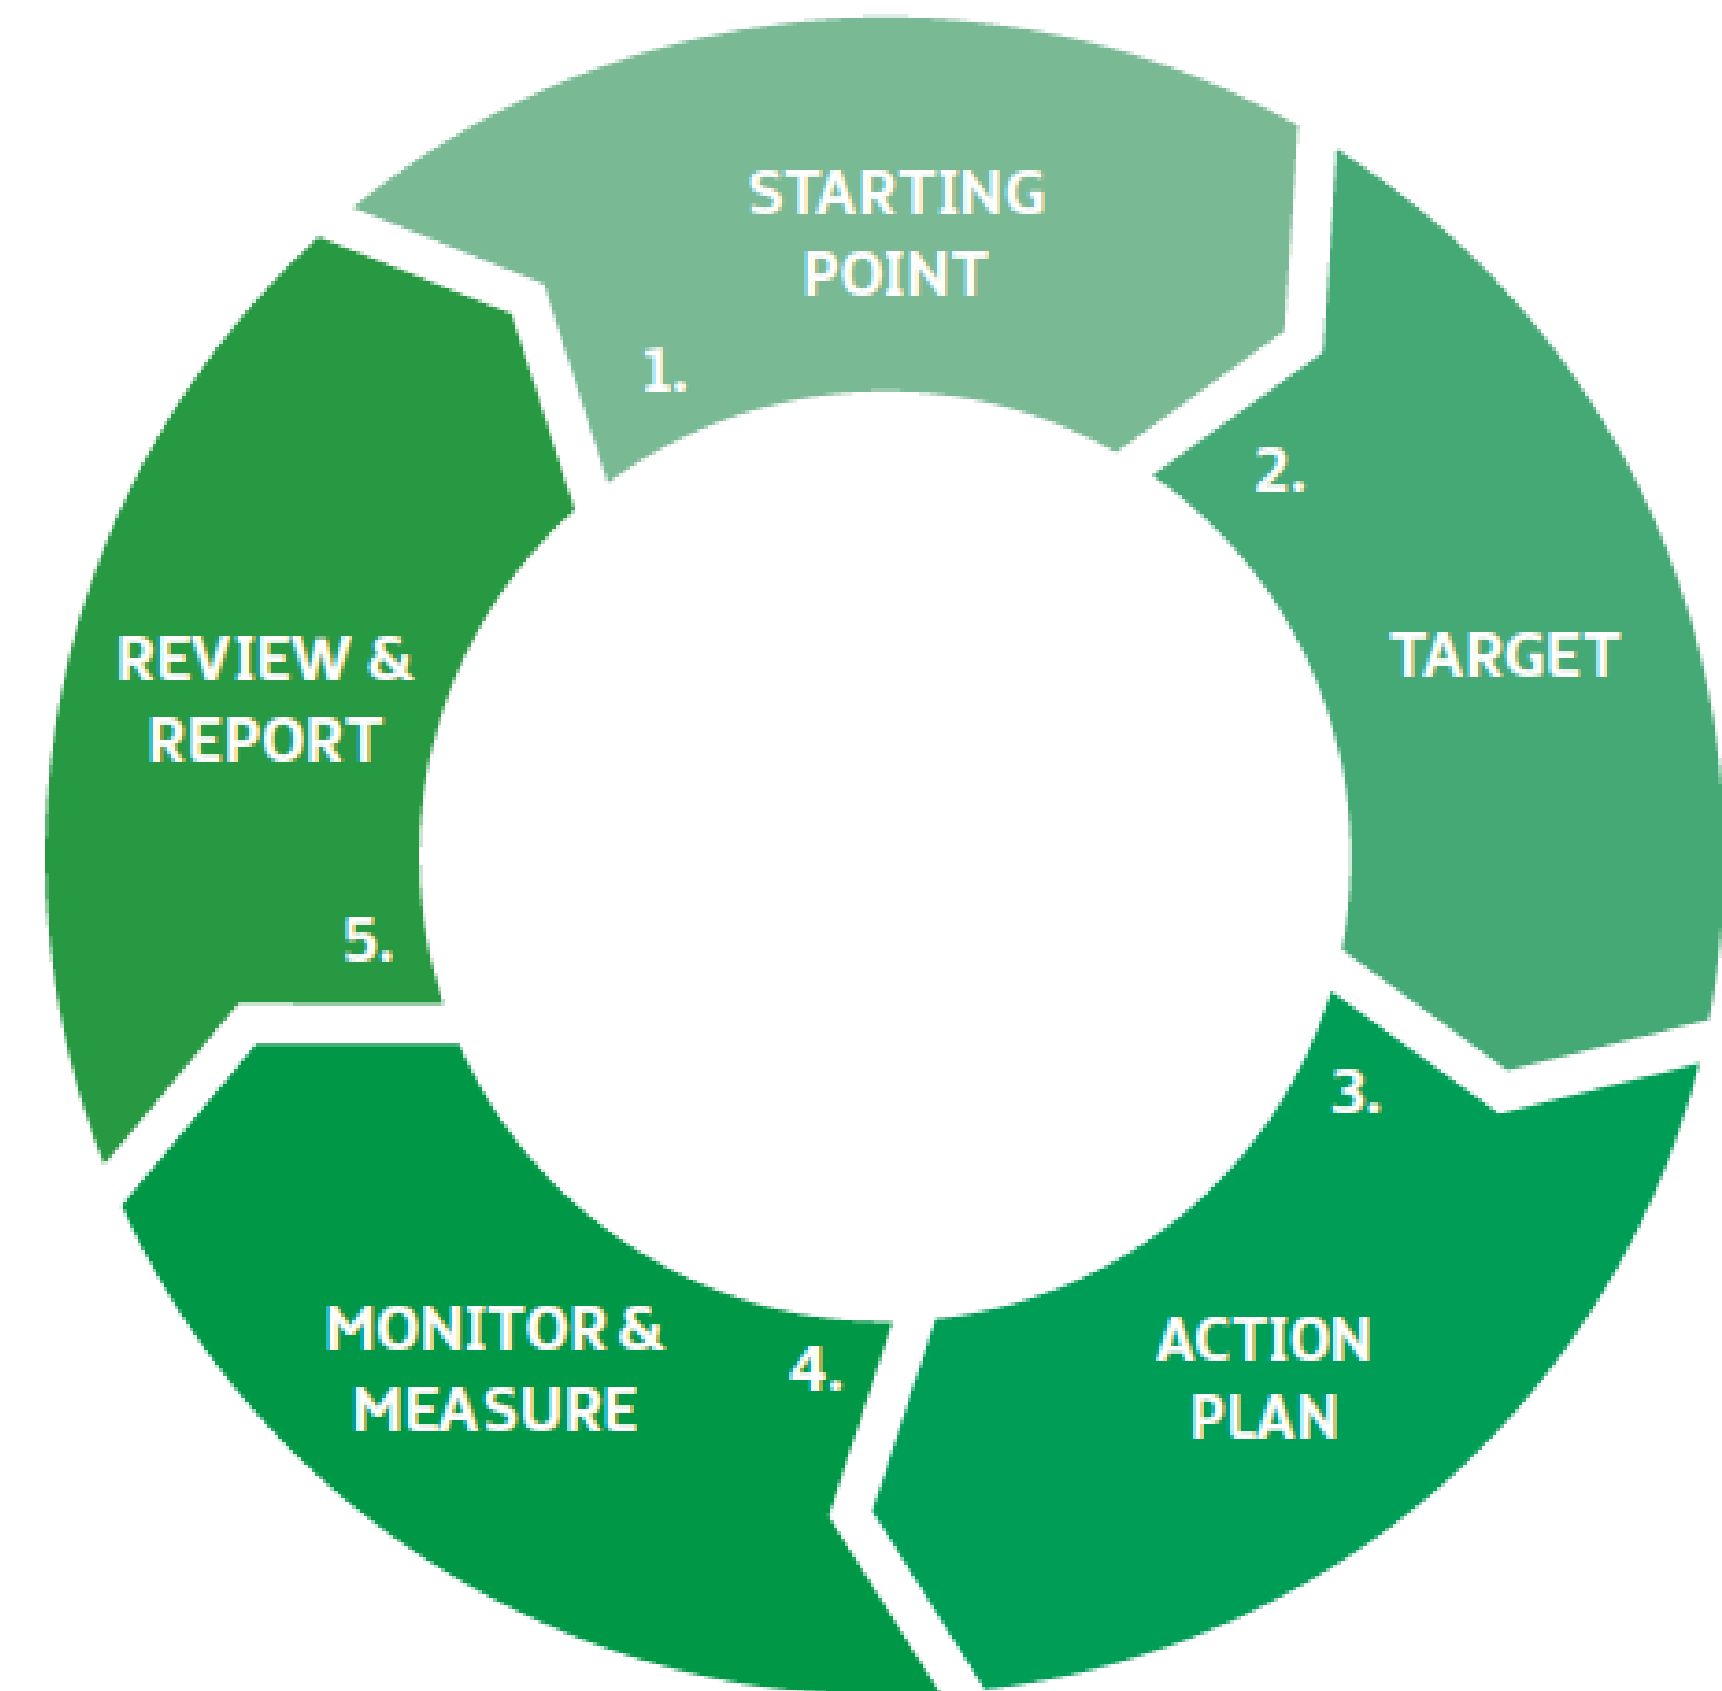 STARTING
POINT
1.
2.
TARGET
3.
ACTION
PLAN
4.
MONITOR &
MEASURE
5.
REVIEW &
REPORT